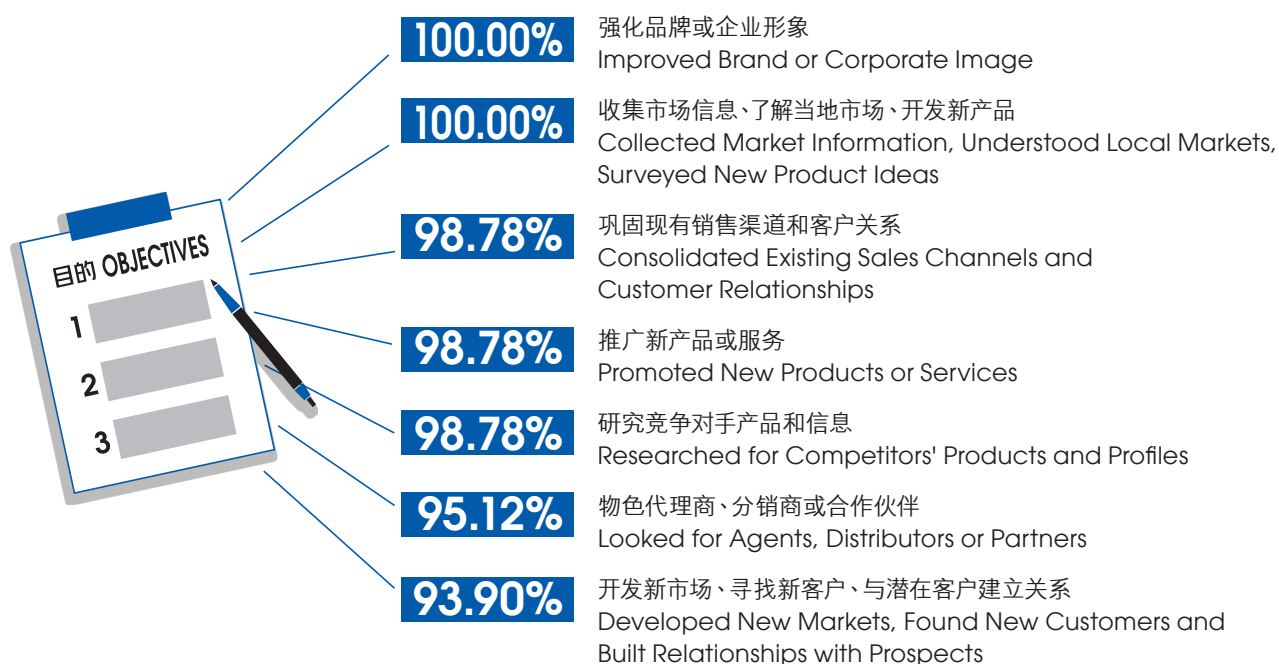 100.00%
强化品牌或企业形象
Improved Brand or Corporate Image
100.00%
收集市场信息、了解当地市场、开发新产品
Collected Market Information, Understood Local Markets,
Surveyed New Product Ideas
目的 OBJECTIVES
1
2
3
98.78%
巩固现有销售渠道和客户关系
Consolidated Existing Sales Channels and
Customer Relationships
98.78%
推广新产品或服务
Promoted New Products or Services
98.78%
研究竞争对手产品和信息
Researched for Competitors' Products and Profiles
95.12%
物色代理商、分销商或合作伙伴
Looked for Agents, Distributors or Partners
93.90%
开发新市场、寻找新客户、与潜在客户建立关系
Developed New Markets, Found New Customers and
Built Relationships with Prospects